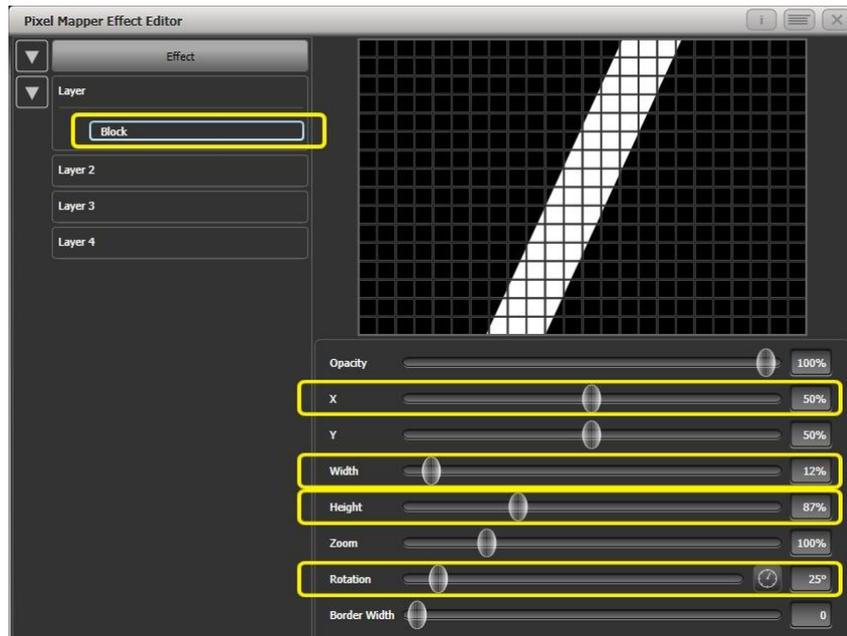 Pixel Mapper Effect Editor
i
Effect
Layer
Block
Layer 2
Layer 3
Layer 4
Opacity 100%
X 50%
Y 50%
Width 12%
Height 87%
Zoom 100%
Rotation 25°
Border Width 0